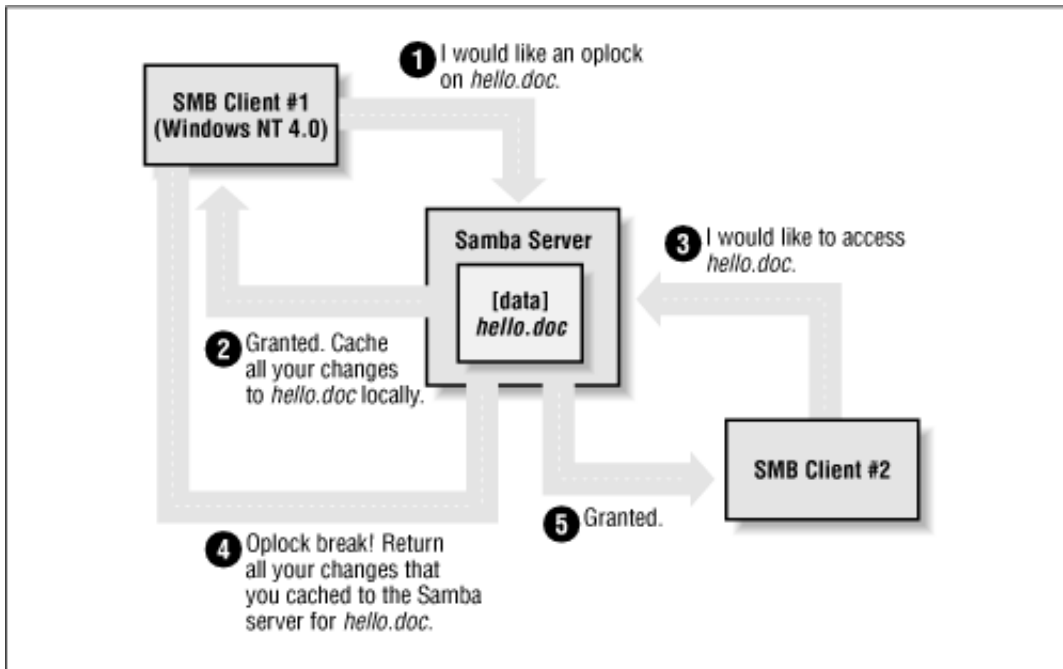 1 I would like an oplock
on hello.doc.
SMB Client #1
(Windows NT 4.0)
Samba Server
[data]
hello.doc
3 I would like to access
hello.doc.
2 Granted. Cache
all your changes
to hello.doc locally.
SMB Client #2
5 Granted.
4 Oplock break! Return
all your changes that
you cached to the Samba
server for hello.doc.